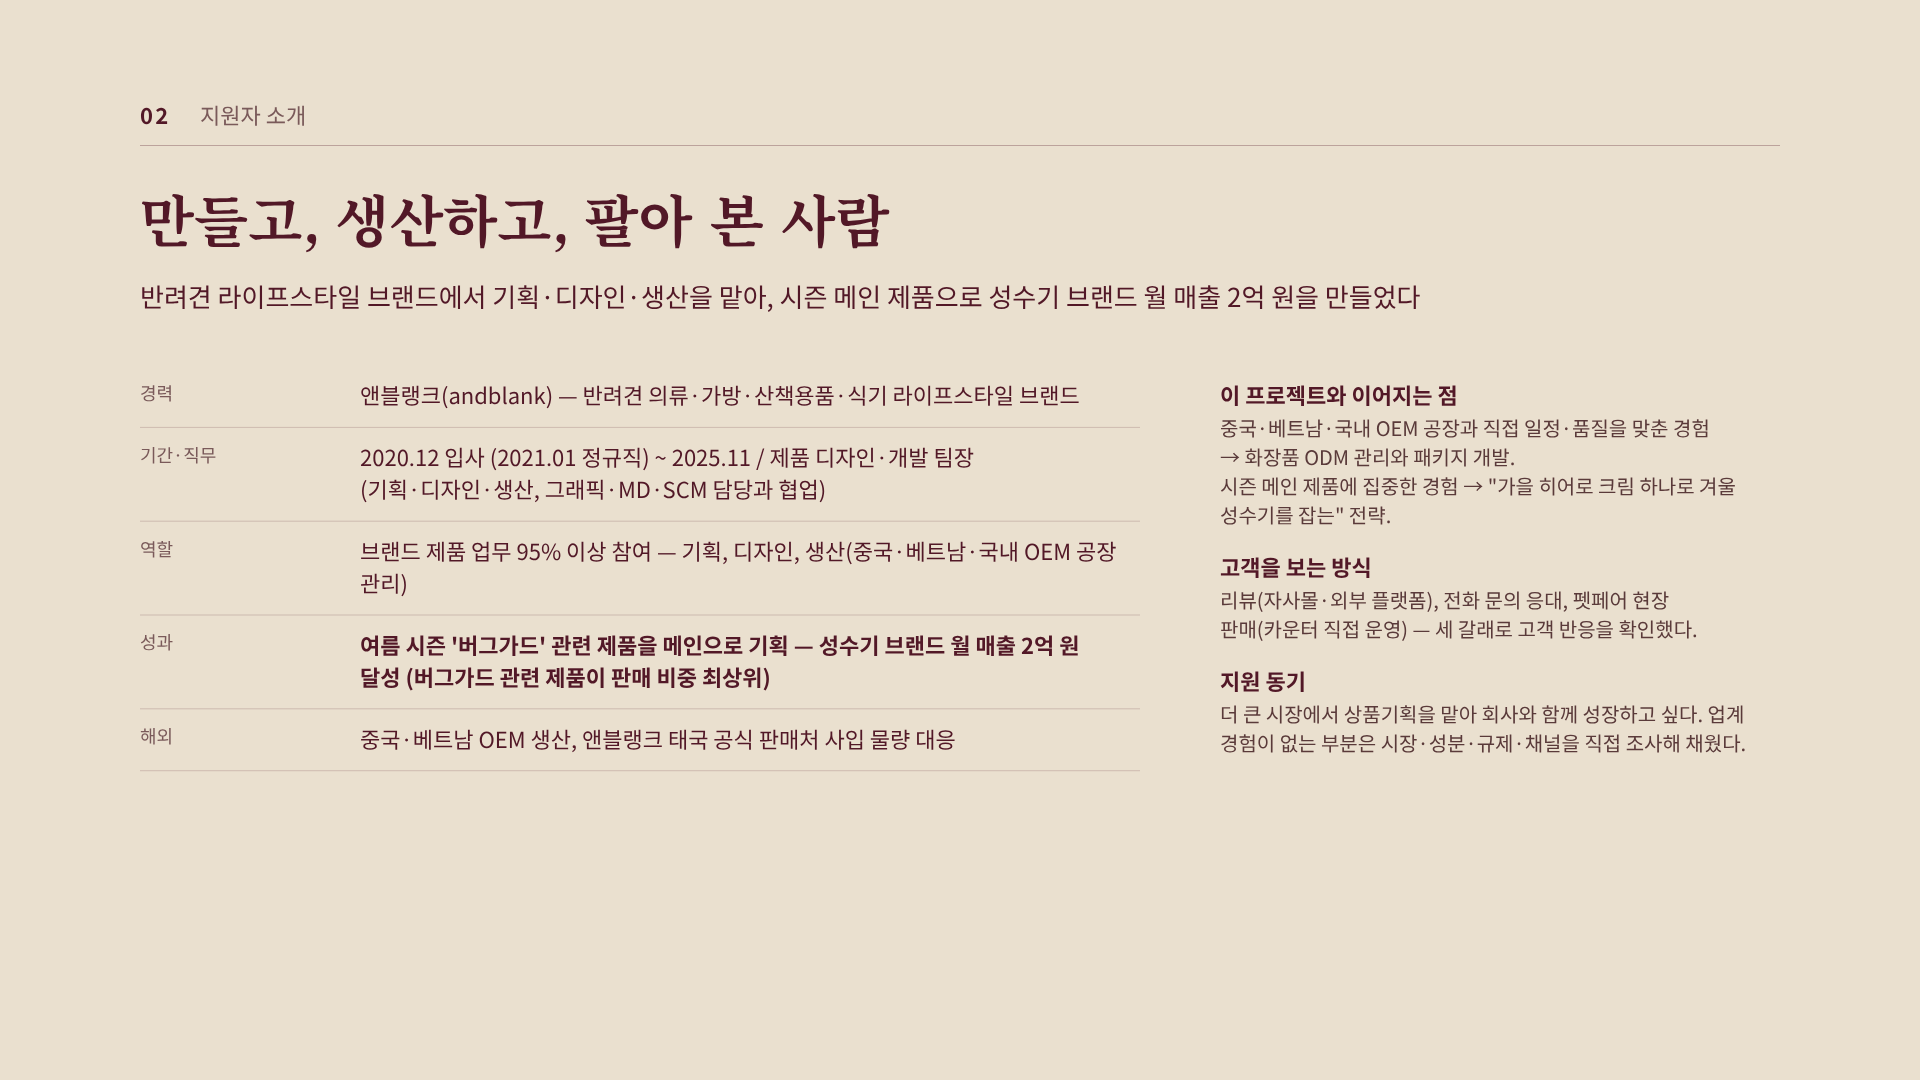 02 지원자 소개
만들고, 생산하고, 팔아 본 사람
반려견 라이프스타일 브랜드에서 기획·디자인·생산을 맡아, 시즌 메인 제품으로 성수기 브랜드 월 매출 2억 원을 만들었다
경력
앤블랭크(andblank) — 반려견 의류·가방·산책용품·식기 라이프스타일 브랜드
기간·직무
2020.12 입사 (2021.01 정규직) ~ 2025.11 / 제품 디자인·개발 팀장
(기획·디자인·생산, 그래픽·MD·SCM 담당과 협업)
역할
브랜드 제품 업무 95% 이상 참여 — 기획, 디자인, 생산(중국·베트남·국내 OEM 공장
관리)
성과
여름 시즌 '버그가드' 관련 제품을 메인으로 기획 — 성수기 브랜드 월 매출 2억 원
달성 (버그가드 관련 제품이 판매 비중 최상위)
해외
중국·베트남 OEM 생산, 앤블랭크 태국 공식 판매처 사입 물량 대응
이 프로젝트와 이어지는 점
중국·베트남·국내 OEM 공장과 직접 일정·품질을 맞춘 경험
→ 화장품 ODM 관리와 패키지 개발.
시즌 메인 제품에 집중한 경험 → "가을 히어로 크림 하나로 겨울
성수기를 잡는" 전략.
고객을 보는 방식
리뷰(자사몰·외부 플랫폼), 전화 문의 응대, 펫페어 현장
판매(카운터 직접 운영) — 세 갈래로 고객 반응을 확인했다.
지원 동기
더 큰 시장에서 상품기획을 맡아 회사와 함께 성장하고 싶다. 업계
경험이 없는 부분은 시장·성분·규제·채널을 직접 조사해 채웠다.